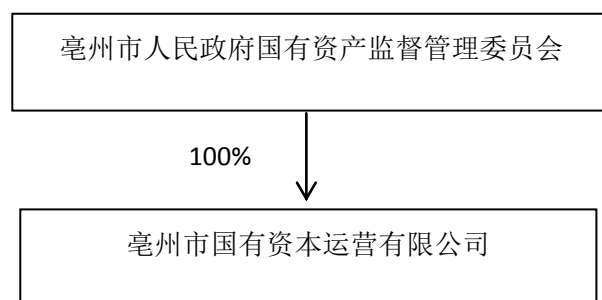 亳州市人民政府国有资产监督管理委员会
100%
亳州市国有资本运营有限公司